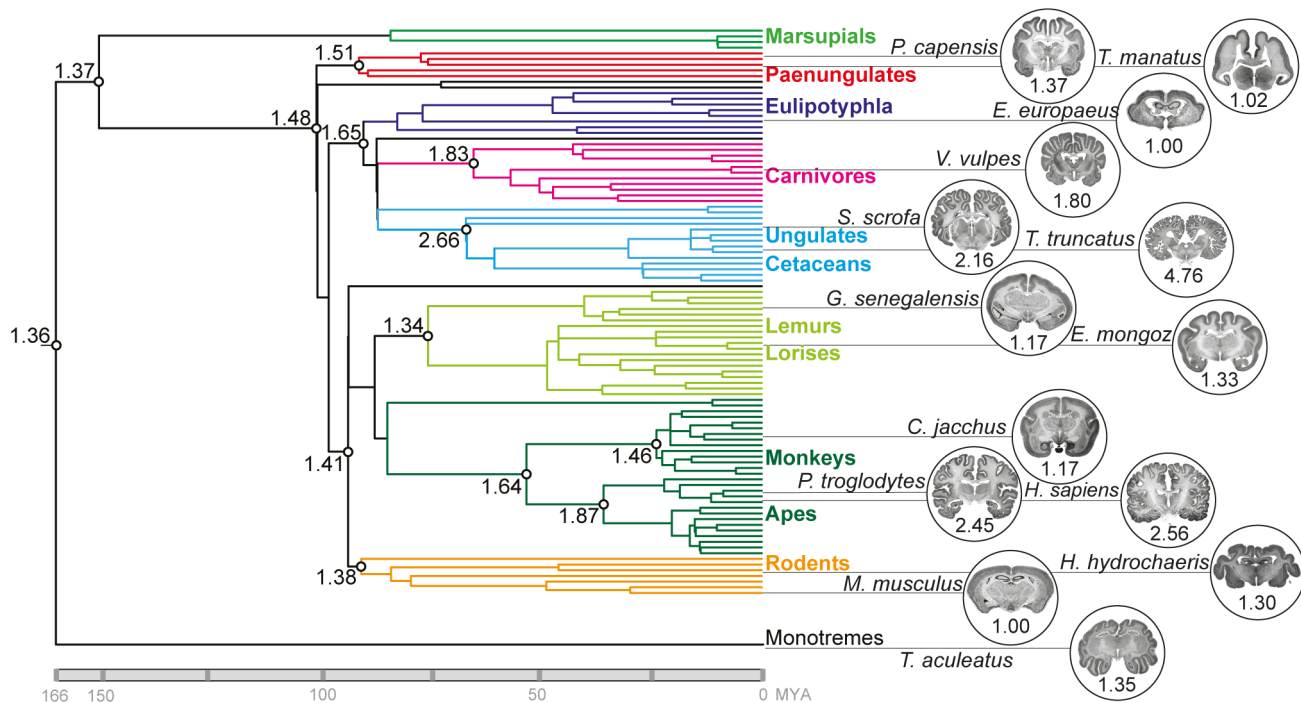 Marsupials
P. capensis
1.37
T. manatus
1.02
1.51
Paenungulates
1.37
Eulipotyphla
E. europaeus
1.00
1.48
1.65
1.83
V. vulpes
1.80
Carnivores
S. scrofa
2.16
2.66
Ungulates
T. truncatus
4.76
Cetaceans
G. senegalensis
1.17
1.36
1.34
Lemurs
E. mongoz
1.33
Lorises
C. jacchus
1.17
1.41
1.46
Monkeys
1.64
P. troglodytes
2.45
H. sapiens
2.56
1.87
Apes
Rodents
H. hydrochaeris
1.30
1.38
M. musculus
1.00
Monotremes
T. aculeatus
1.35
166 150 100 50 0 MYA